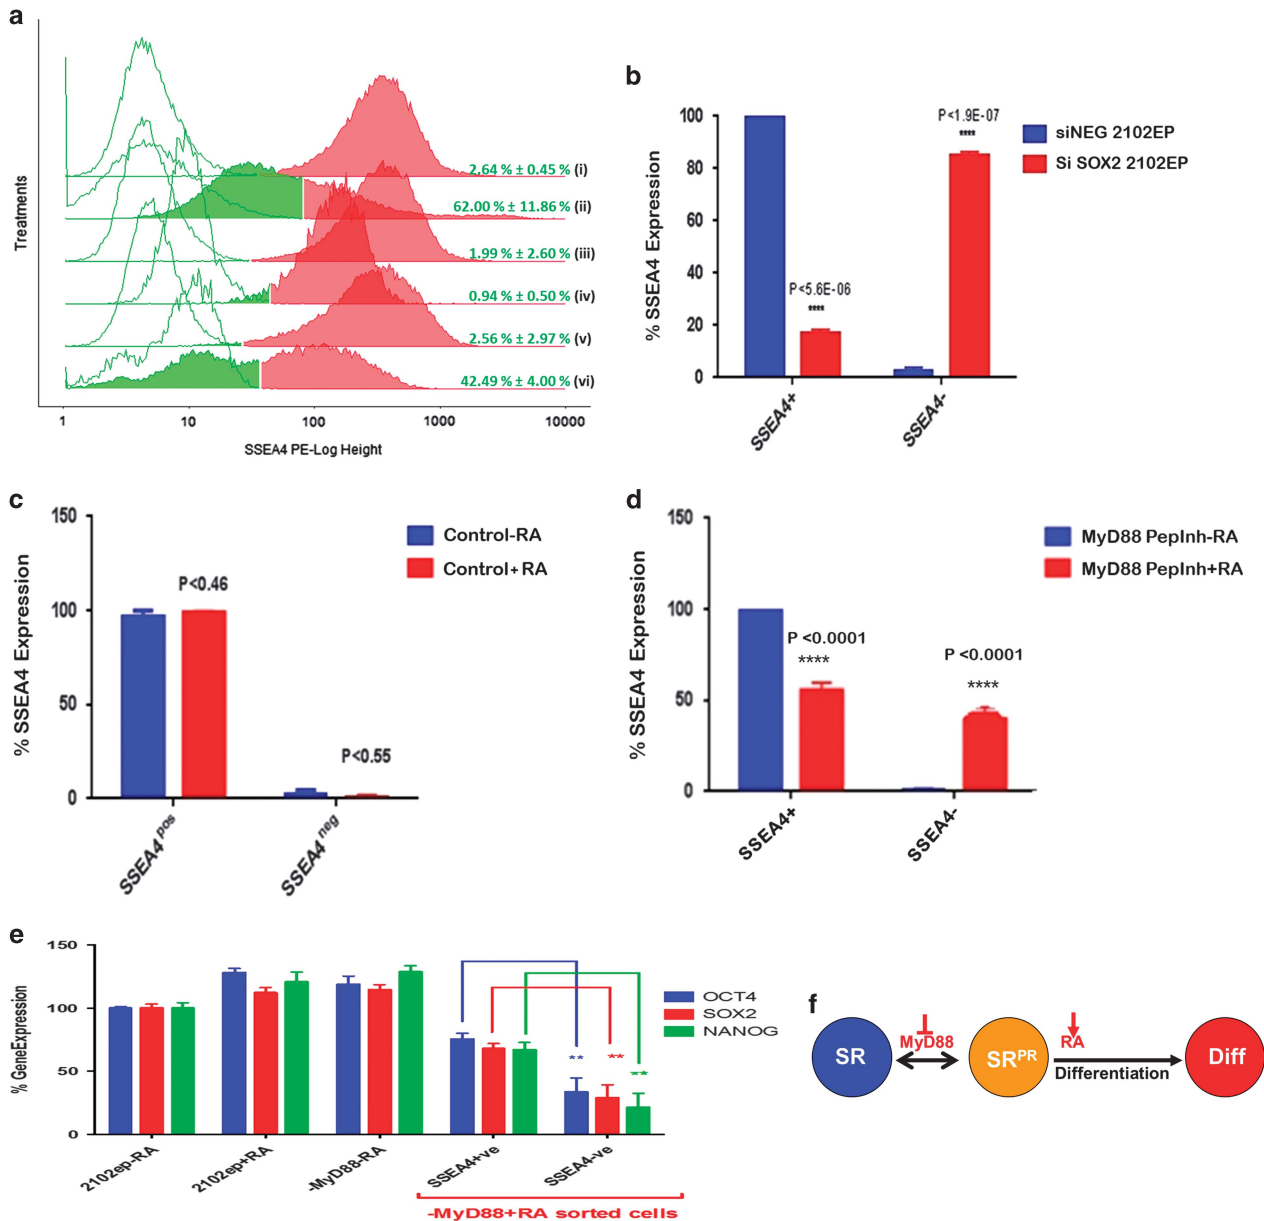 a
Treatments
2.64 % ± 0.45 % (i)
62.00 % ± 11.86 % (ii)
1.99 % ± 2.60 % (iii)
0.94 % ± 0.50 % (iv)
2.56 % ± 2.97 % (v)
42.49 % ± 4.00 % (vi)
1 10 100 1000 10000
SSEA4 PE-Log Height
b
% SSEA4 Expression
100
80
60
40
20
0
P<5.6E-06
****
P<1.9E-07
****
SSEA4+ SSEA4-
siNEG 2102EP
Si SOX2 2102EP
c
% SSEA4 Expression
150
100
50
0
P<0.46
P<0.55
SSEA4pos SSEA4neg
Control-RA
Control+RA
d
% SSEA4 Expression
150
100
50
0
P <0.0001
****
P <0.0001
****
SSEA4+ SSEA4-
MyD88 PepInh-RA
MyD88 PepInh+RA
e
% GeneExpression
150
100
50
0
** ** **
2102ep-RA 2102ep+RA -MyD88-RA SSEA4+ve SSEA4-ve
-MyD88+RA sorted cells
OCT4
SOX2
NANOG
f
SR
MyD88
SRPR
RA
Differentiation
Diff